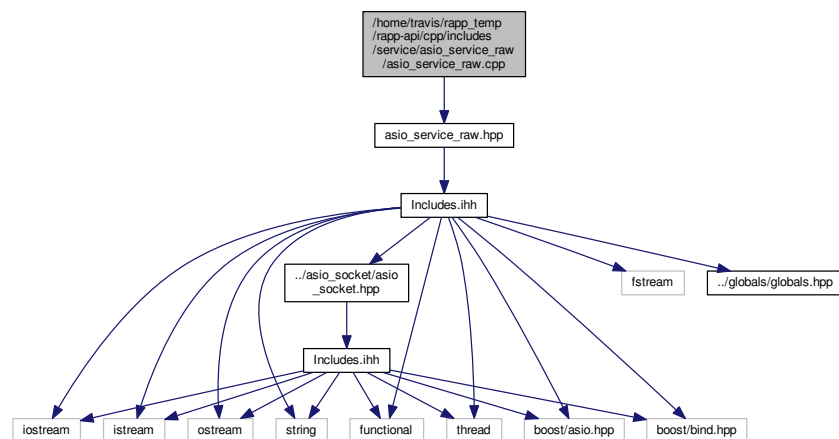 /home/travis/rapp_temp
/rapp-api/cpp/includes
/service/asio_service_raw
/asio_service_raw.cpp
asio_service_raw.hpp
Includes.ihh
../asio_socket/asio
_socket.hpp
fstream
../globals/globals.hpp
Includes.ihh
iostream
istream
ostream
string
functional
thread
boost/asio.hpp
boost/bind.hpp